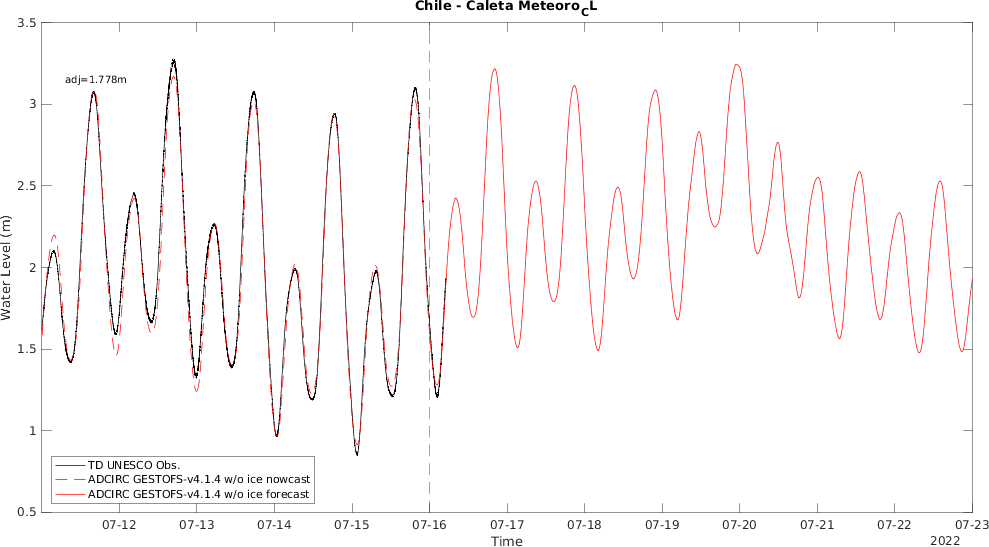 Chile - Caleta Meteoro_CL
adj=1.778m
3.5
3
2.5
2
1.5
1
0.5
Water Level (m)
TD UNESCO Obs.
ADCIRC GESTOFS-v4.1.4 w/o ice nowcast
ADCIRC GESTOFS-v4.1.4 w/o ice forecast
07-12 07-13 07-14 07-15 07-16 07-17 07-18 07-19 07-20 07-21 07-22 07-23
Time
2022